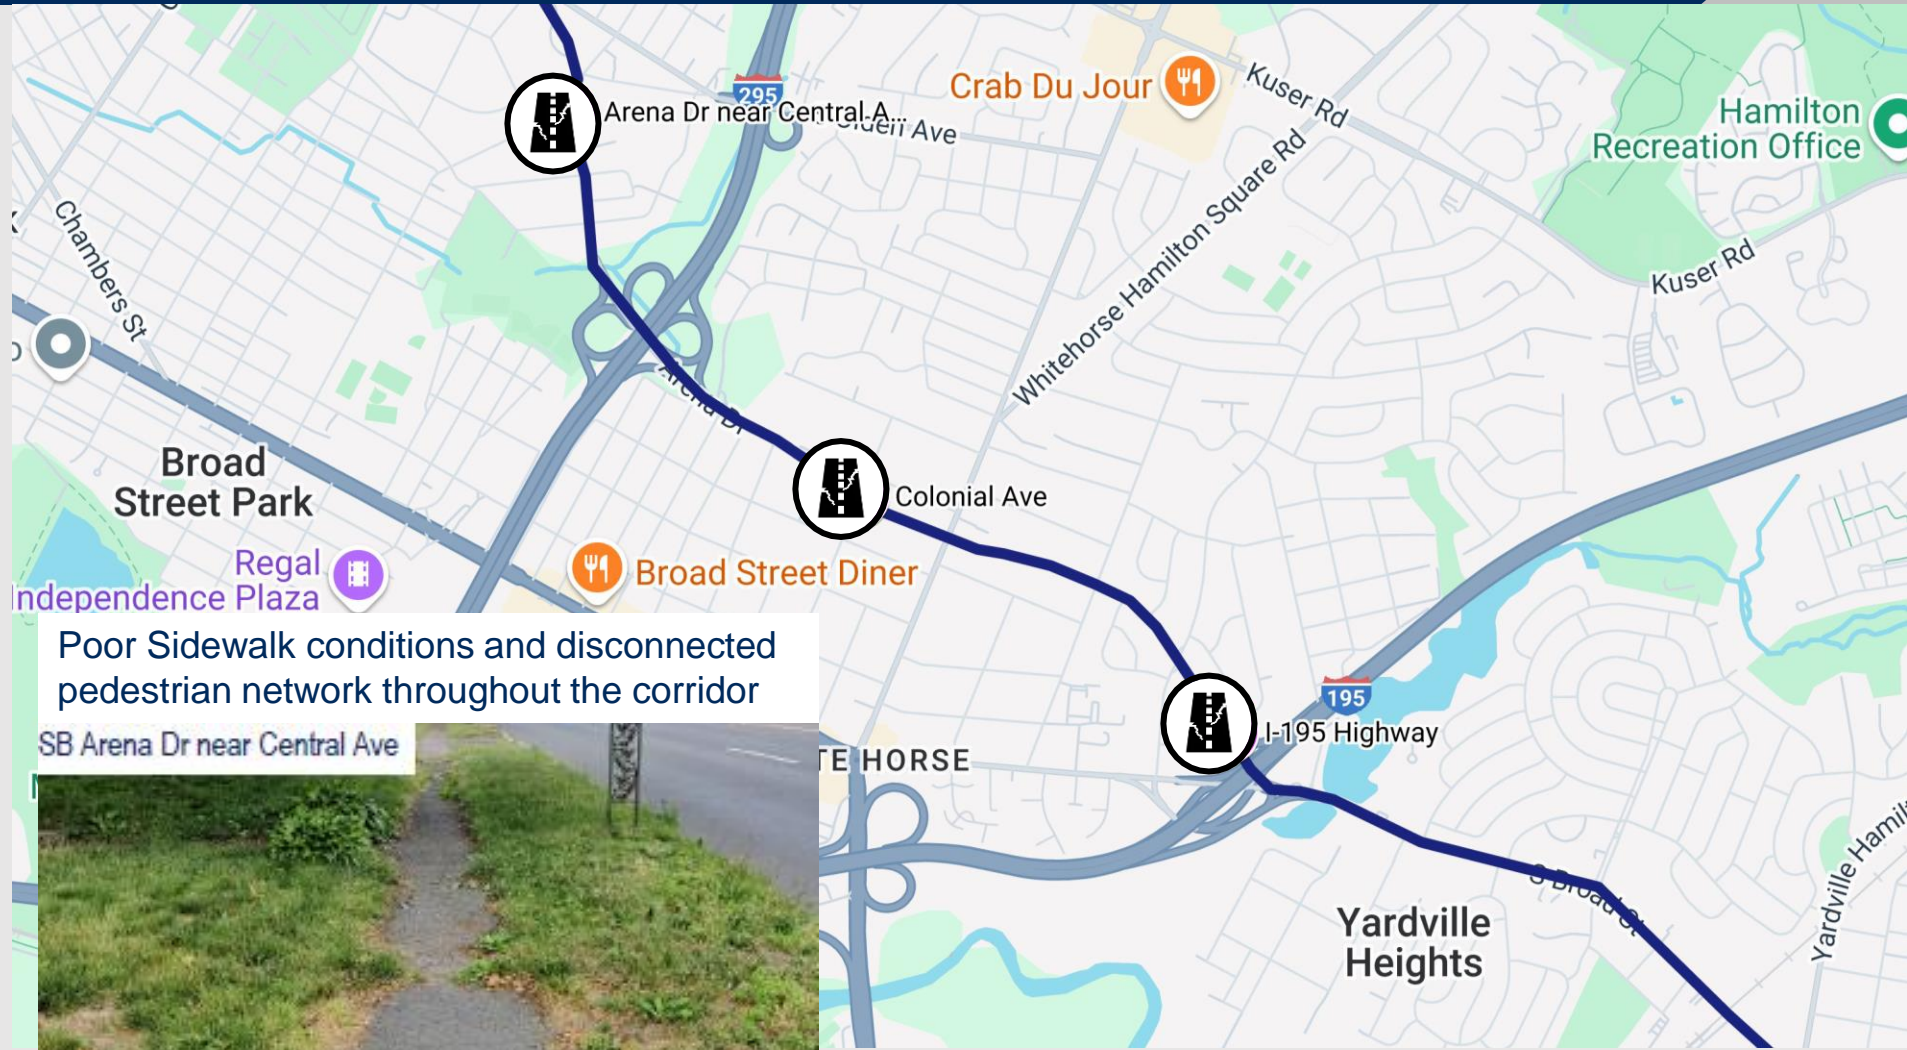 295
Arena Dr near Central A...
Crab Du Jour
Kuser Rd
Hamilton
Recreation Office
Chambers St
Whitehorse Hamilton Square Rd
Kuser Rd
Arena Dr
Broad
Street Park
Colonial Ave
Regal
Independence Plaza
Broad Street Diner
Poor Sidewalk conditions and disconnected
pedestrian network throughout the corridor
SB Arena Dr near Central Ave
195
I-195 Highway
TE HORSE
S Broad St
Yardville
Heights
Yardville Hamil
Ave